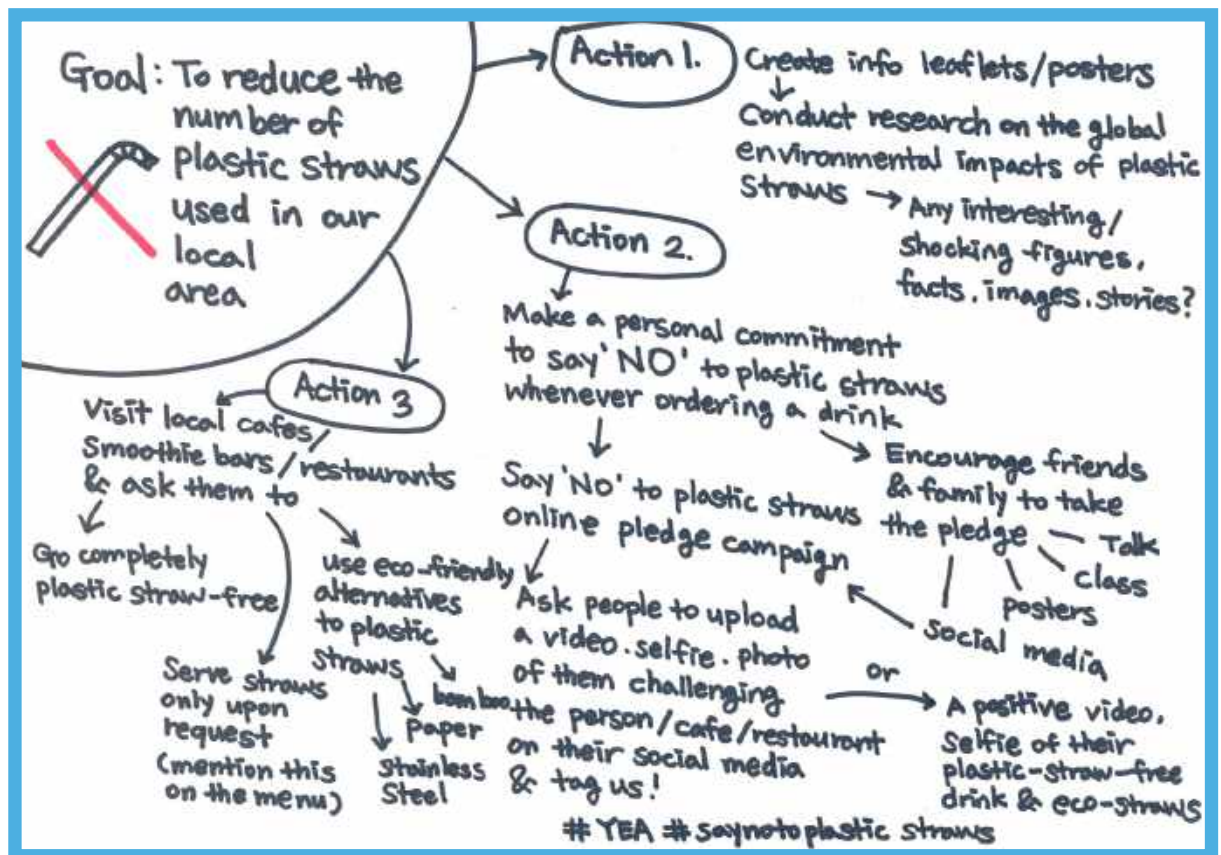 Goal: To reduce the
number of
plastic straws
used in our
local
area
Action 1.
Create info leaflets/posters
Conduct research on the global
environmental impacts of plastic
straws
Any interesting/
shocking figures,
facts, images, stories?
Action 2.
Make a personal commitment
to say 'NO' to plastic straws
whenever ordering a drink
Say 'NO' to plastic straws
online pledge campaign
Encourage friends
& family to take
the pledge
Talk
class
posters
social media
Ask people to upload
a video. selfie. photo
of them challenging
the person/cafe/restaurant
on their social media
& tag us!
or
A positive video,
selfie of their
plastic-straw-free
drink & eco-straws
# YEA # saynotoplastic straws
Action 3
Visit local cafes/
Smoothie bars/restaurants
& ask them to
Go completely
plastic straw-free
Serve straws
only upon
request
(mention this
on the menu)
use eco-friendly
alternatives
to plastic
straws
bamboo
paper
stainless
steel